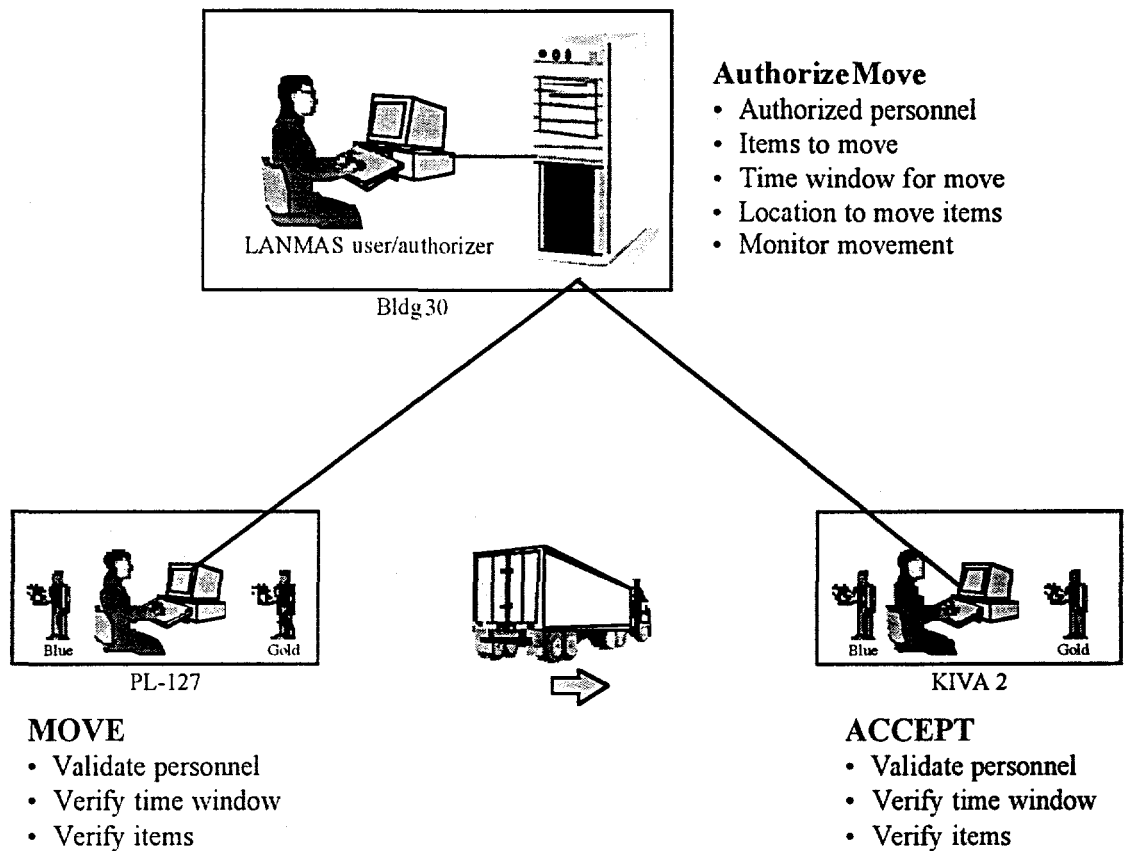 AuthorizeMove
• Authorized personnel
• Items to move
• Time window for move
• Location to move items
• Monitor movement
LANMAS user/authorizer
Bldg30
Blue
Gold
PL-127
Blue
Gold
KIVA 2
MOVE
• Validate personnel
• Verify time window
• Verify items
ACCEPT
• Validate personnel
• Verify time window
• Verify items